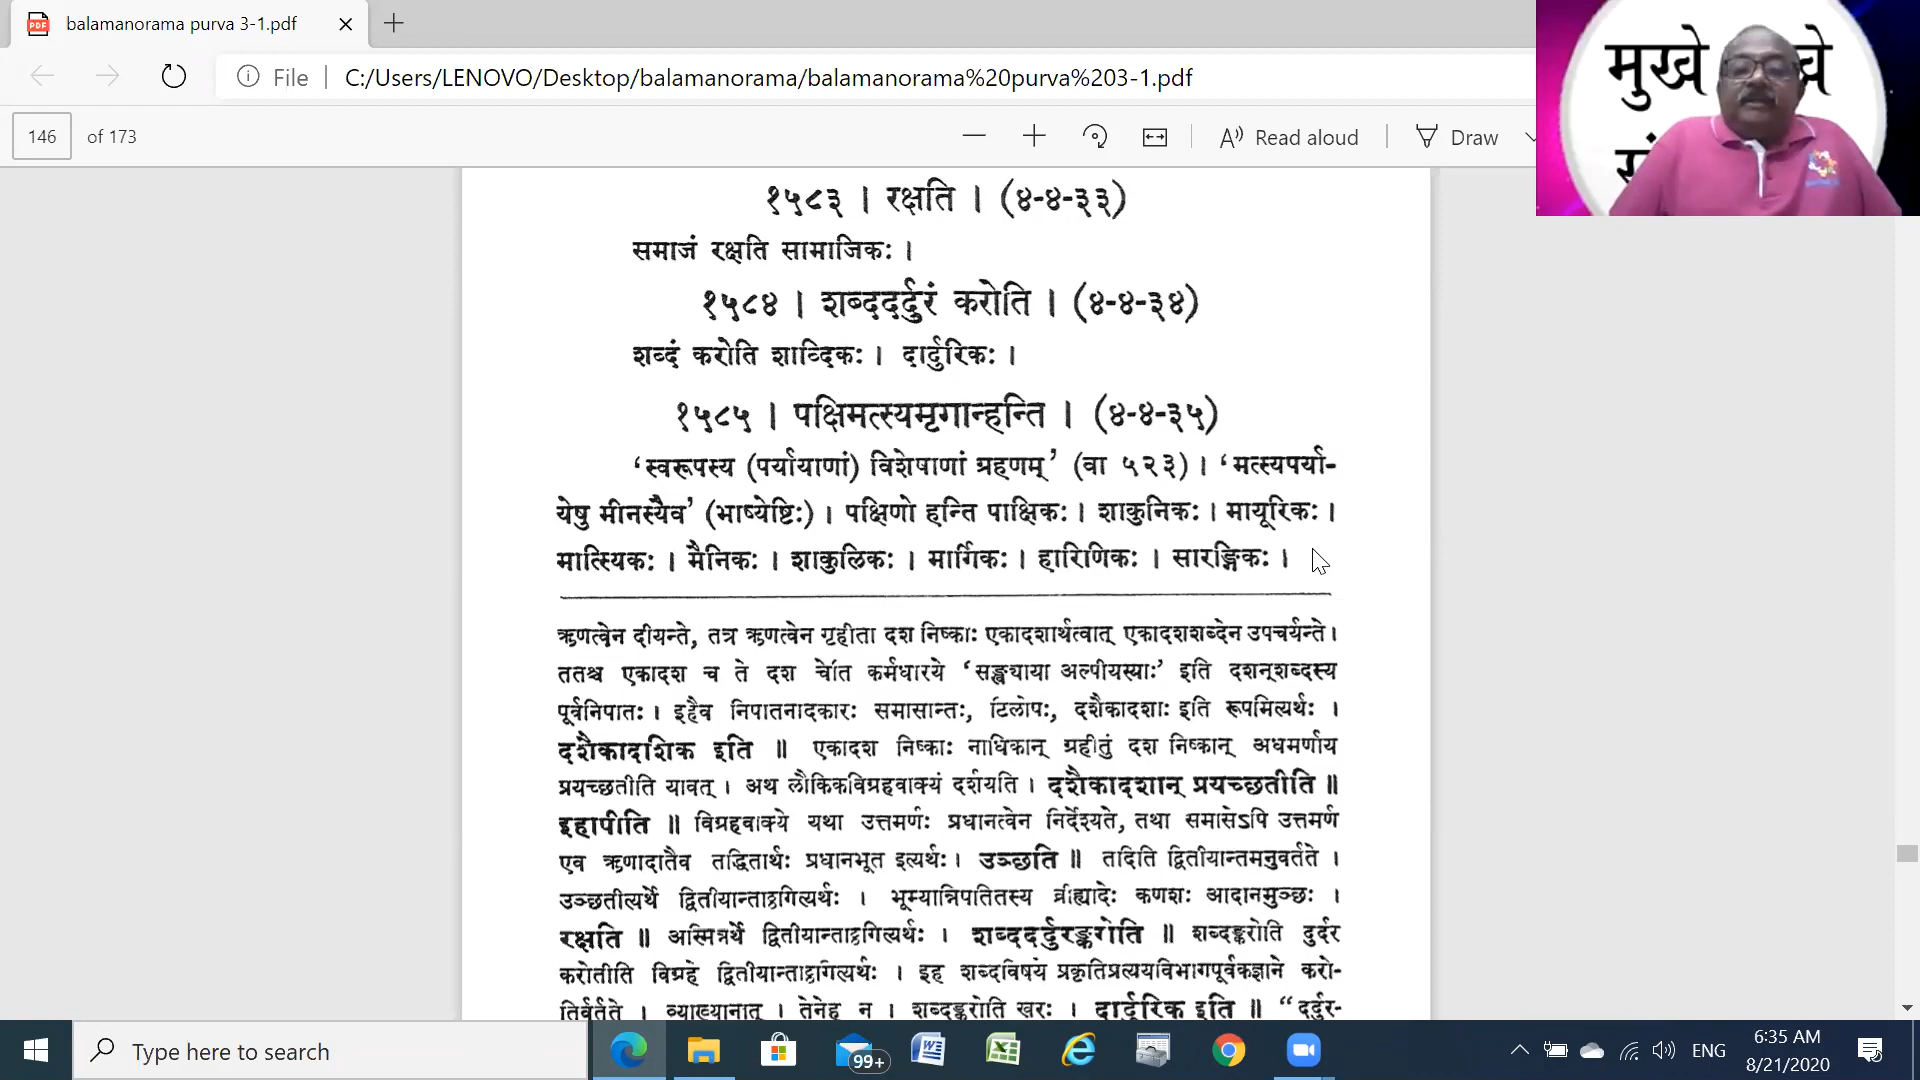 balamanorama purva 3-1.pdf
File C:/Users/LENOVO/Desktop/balamanorama/balamanorama%20purva%203-1.pdf
146 of 173
Read aloud
Draw
मुखे
१५८३ । रक्षति । (४-४-३३)
समाजं रक्षति सामाजिकः ।
१५८४ । शब्ददर्दुरं करोति । (४-४-३४)
शब्दं करोति शाब्दिकः । दार्दुरिकः ।
१५८५ । पक्षिमत्स्यमृगान्हन्ति । (४-४-३५)
‘स्वरूपस्य (पर्यायाणां) विशेषाणां ग्रहणम्’ (वा ५२३) । ‘मत्स्यपर्या-
येषु मीनस्यैव’ (भाष्येष्टिः) । पक्षिणो हन्ति पाक्षिकः । शाकुनिकः । मायूरिकः ।
मात्स्यिकः । मैनिकः । शाकुलिकः । मार्गिकः । हारिणिकः । सारङ्गिकः ।
ऋणत्वेन दीयन्ते, तत्र ऋणत्वेन गृहीता दश निष्काः एकादशार्थत्वात् एकादशशब्देन उपचर्यन्ते ।
ततश्च एकादश च ते दश चेति कर्मधारये ‘सङ्ख्याया अल्पीयस्याः’ इति दशन्शब्दस्य
पूर्वनिपातः । इहैव निपातनादकारः समासान्तः, टिलोपः, दशैकादशाः इति रूपमित्यर्थः ।
दशैकादशिक इति ॥ एकादश निष्काः नाधिकान् ग्रहीतुं दश निष्कान् अधमर्णाय
प्रयच्छतीति यावत् । अथ लौकिकविग्रहवाक्यं दर्शयति । दशैकादशान् प्रयच्छतीति ॥
इहापीति ॥ विग्रहवाक्ये यथा उत्तमर्णः प्रधानत्वेन निर्देश्यते, तथा समासेऽपि उत्तमर्ण
एव ऋणादातैव तद्धितार्थः प्रधानभूत इत्यर्थः । उञ्छति ॥ तदिति द्वितीयान्तमनुवर्तते ।
उञ्छतीत्यर्थे द्वितीयान्ताट्ठगित्यर्थः । भूम्यान्निपतितस्य व्रीह्यादेः कणशः आदानमुञ्छः ।
रक्षति ॥ अस्मिन्नर्थे द्वितीयान्ताट्ठगित्यर्थः । शब्ददर्दुरङ्करोति ॥ शब्दङ्करोति दुर्दर
करोतीति विग्रहे द्वितीयान्ताट्ठगित्यर्थः । इह शब्दविषये प्रकृतिप्रत्ययविभागपूर्वकज्ञाने करो-
तिर्वर्तते । व्याख्यानात् । तेनेह न । शब्दङ्करोति खरः । दार्दुरिक इति ॥ “दर्दुर-
Type here to search
99+
ENG
6:35 AM
8/21/2020